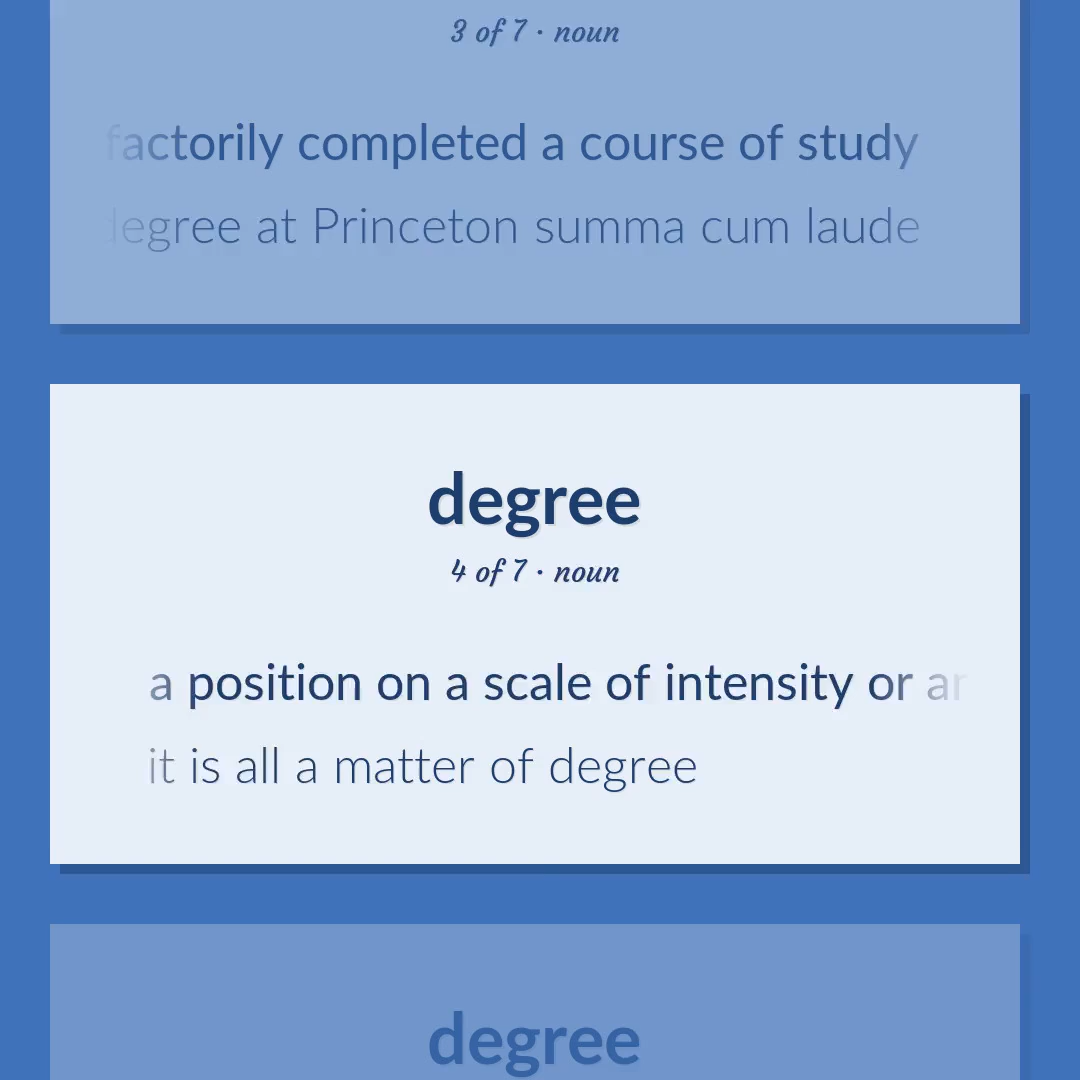 3 of 7 · noun
factorily completed a course of study
degree at Princeton summa cum laude
degree
4 of 7 · noun
a position on a scale of intensity or
it is all a matter of degree
degree